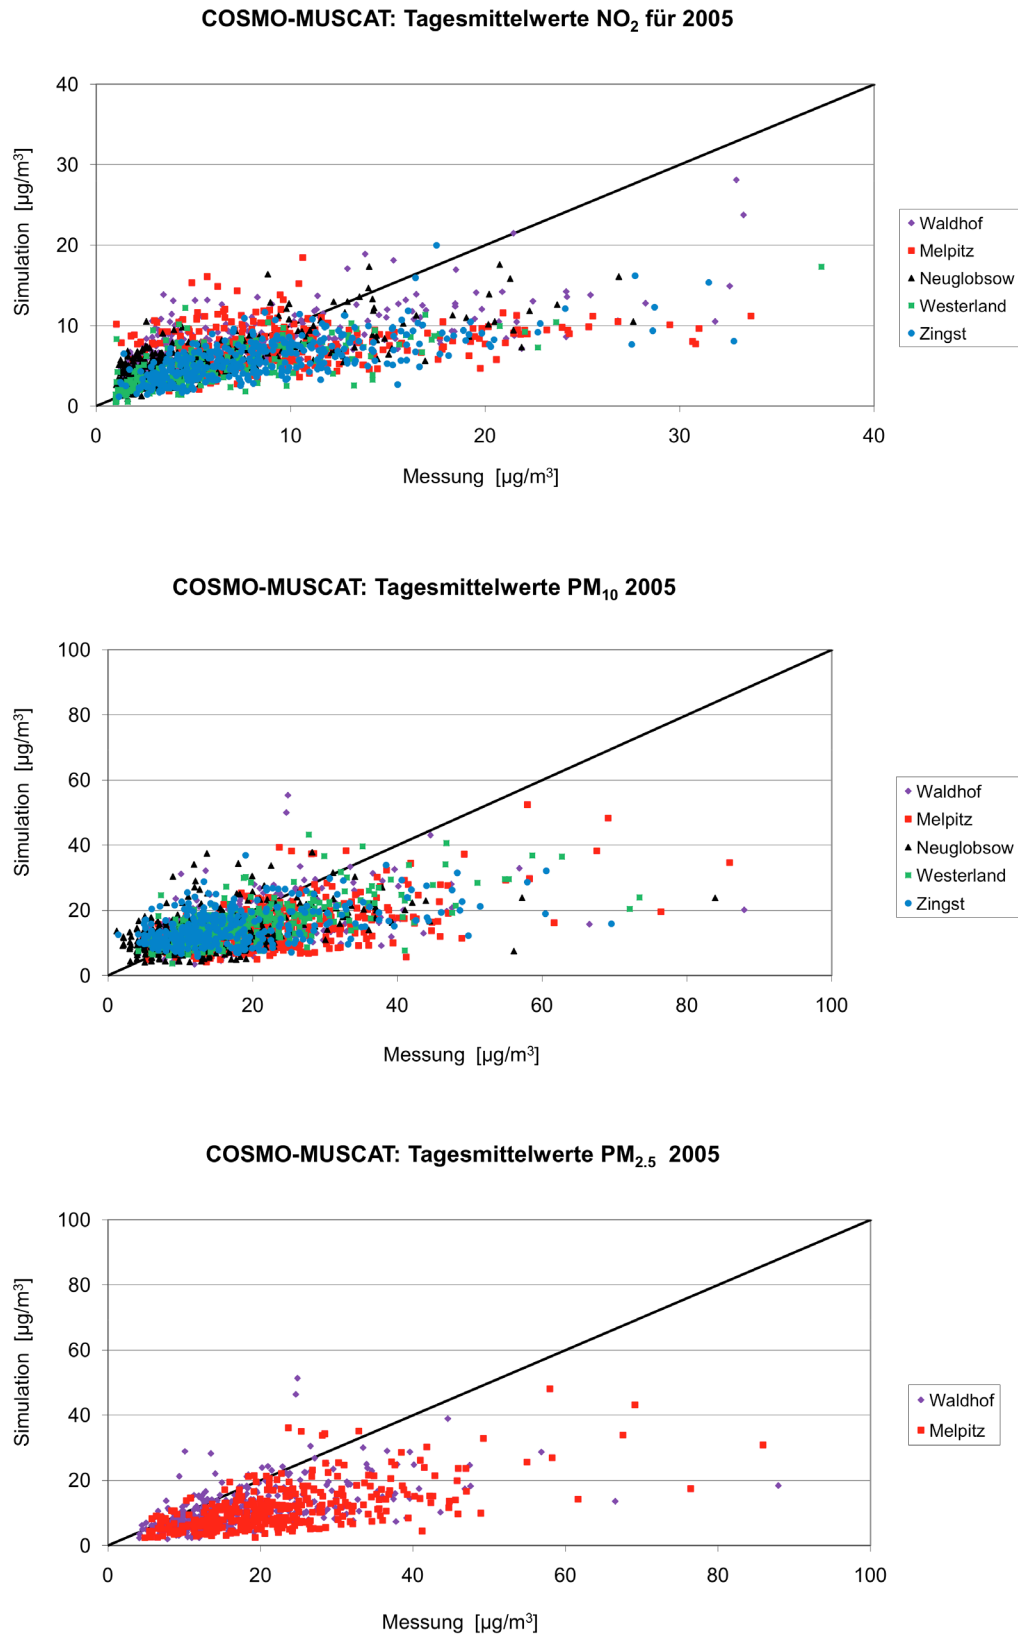 COSMO-MUSCAT: Tagesmittelwerte NO₂ für 2005
40
30
20
10
0
0 10 20 30 40
Simulation [µg/m³]
Messung [µg/m³]
Waldhof
Melpitz
Neuglobsow
Westerland
Zingst
COSMO-MUSCAT: Tagesmittelwerte PM₁₀ 2005
100
80
60
40
20
0
0 20 40 60 80 100
Simulation [µg/m³]
Messung [µg/m³]
Waldhof
Melpitz
Neuglobsow
Westerland
Zingst
COSMO-MUSCAT: Tagesmittelwerte PM₂.₅ 2005
100
80
60
40
20
0
0 20 40 60 80 100
Simulation [µg/m³]
Messung [µg/m³]
Waldhof
Melpitz